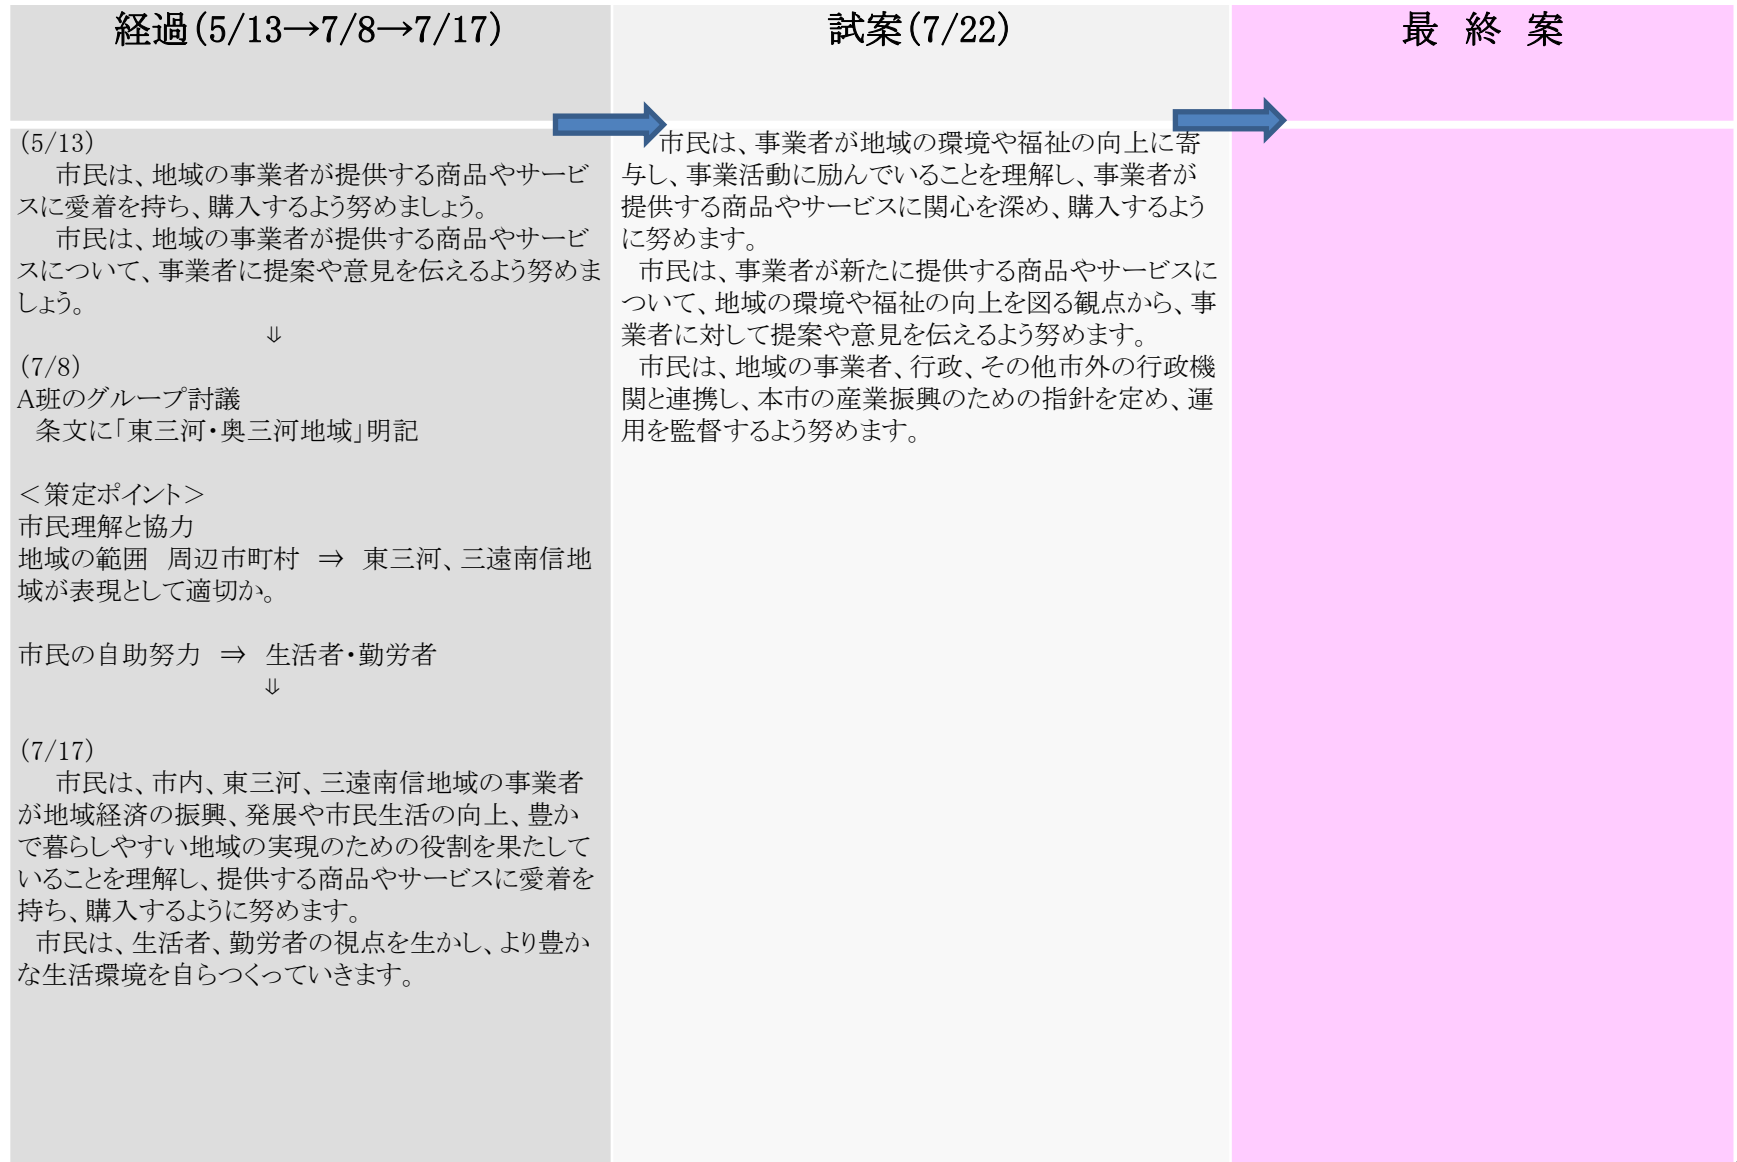 経過(5/13→7/8→7/17)
試案(7/22)
最　終　案
(5/13)
　市民は、地域の事業者が提供する商品やサービ
スに愛着を持ち、購入するよう努めましょう。
　市民は、地域の事業者が提供する商品やサービ
スについて、事業者に提案や意見を伝えるよう努めま
しょう。
⇓
(7/8)
A班のグループ討議
　条文に「東三河・奥三河地域」明記
＜策定ポイント＞
市民理解と協力
地域の範囲　周辺市町村　⇒　東三河、三遠南信地
域が表現として適切か。
市民の自助努力　⇒　生活者・勤労者
⇓
(7/17)
　市民は、市内、東三河、三遠南信地域の事業者
が地域経済の振興、発展や市民生活の向上、豊か
で暮らしやすい地域の実現のための役割を果たして
いることを理解し、提供する商品やサービスに愛着を
持ち、購入するように努めます。
　市民は、生活者、勤労者の視点を生かし、より豊か
な生活環境を自らつくっていきます。
　市民は、事業者が地域の環境や福祉の向上に寄
与し、事業活動に励んでいることを理解し、事業者が
提供する商品やサービスに関心を深め、購入するよう
に努めます。
　市民は、事業者が新たに提供する商品やサービスに
ついて、地域の環境や福祉の向上を図る観点から、事
業者に対して提案や意見を伝えるよう努めます。
　市民は、地域の事業者、行政、その他市外の行政機
関と連携し、本市の産業振興のための指針を定め、運
用を監督するよう努めます。